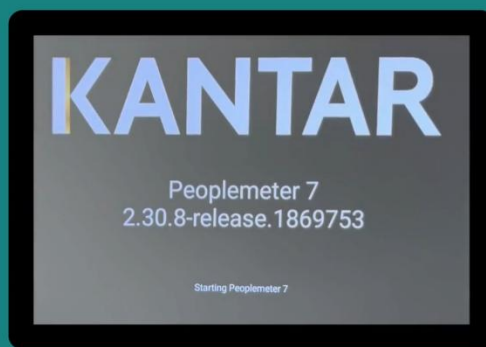 KANTAR
Peoplemeter 7
2.30.8-release.1869753
Starting Peoplemeter 7